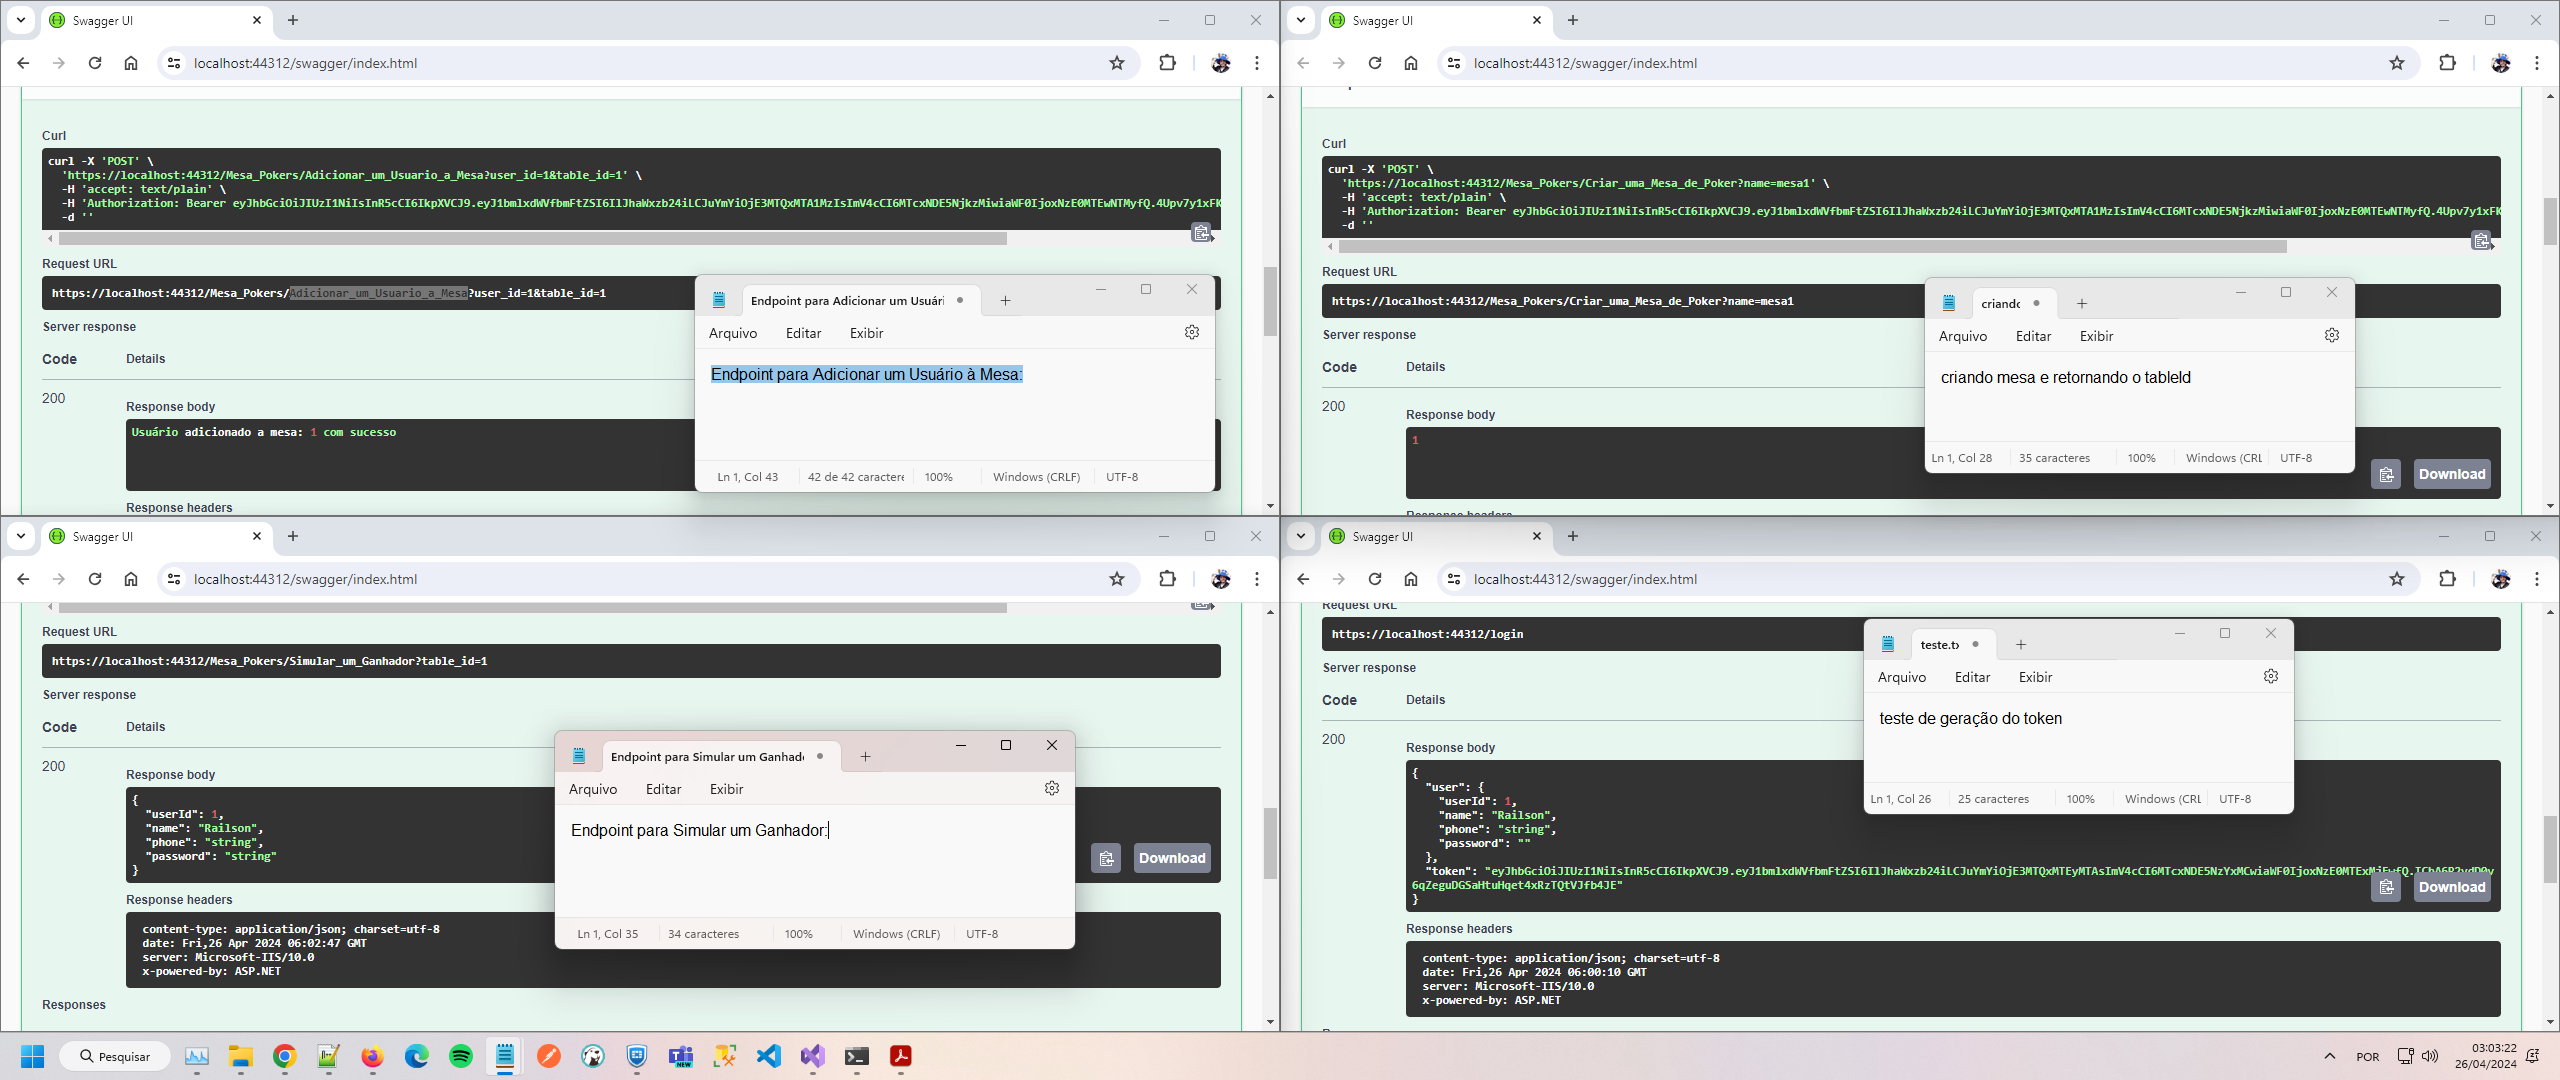 Swagger UI
localhost:44312/swagger/index.html
Curl
curl -X 'POST' \
'https://localhost:44312/Mesa_Pokers/Adicionar_um_Usuario_a_Mesa?user_id=1&table_id=1' \
-H 'accept: text/plain' \
-H 'Authorization: Bearer
-d ''
Request URL
https://localhost:44312/Mesa_Pokers/Adicionar_um_Usuario_a_Mesa?user_id=1&table_id=1
Server response
Code Details
200
Response body
Usuário adicionado a mesa: 1 com sucesso
Response headers
Endpoint para Adicionar um Usuári
Arquivo Editar Exibir
Endpoint para Adicionar um Usuário à Mesa:
Ln 1, Col 43 42 de 42 caractere 100% Windows (CRLF) UTF-8
Swagger UI
localhost:44312/swagger/index.html
Curl
curl -X 'POST' \
'https://localhost:44312/Mesa_Pokers/Criar_uma_Mesa_de_Poker?name=mesa1' \
-H 'accept: text/plain' \
-H 'Authorization: Bearer
-d ''
Request URL
https://localhost:44312/Mesa_Pokers/Criar_uma_Mesa_de_Poker?name=mesa1
Server response
Code Details
200
Response body
1
Download
Response headers
criando
Arquivo Editar Exibir
criando mesa e retornando o tableId
Ln 1, Col 28 35 caracteres 100% Windows (CRL UTF-8
Swagger UI
localhost:44312/swagger/index.html
Request URL
https://localhost:44312/Mesa_Pokers/Simular_um_Ganhador?table_id=1
Server response
Code Details
200
Response body
{
"userId": 1,
"name": "Railson",
"phone": "string",
"password": "string"
}
Download
Response headers
content-type: application/json; charset=utf-8
date: Fri,26 Apr 2024 06:02:47 GMT
server: Microsoft-IIS/10.0
x-powered-by: ASP.NET
Responses
Endpoint para Simular um Ganhad
Arquivo Editar Exibir
Endpoint para Simular um Ganhador:
Ln 1, Col 35 34 caracteres 100% Windows (CRLF) UTF-8
Swagger UI
localhost:44312/swagger/index.html
Request URL
https://localhost:44312/login
Server response
Code Details
200
Response body
{
"user": {
"userId": 1,
"name": "Railson",
"phone": "string",
"password": ""
},
"token":
}
Download
Response headers
content-type: application/json; charset=utf-8
date: Fri,26 Apr 2024 06:00:10 GMT
server: Microsoft-IIS/10.0
x-powered-by: ASP.NET
teste.tx
Arquivo Editar Exibir
teste de geração do token
Ln 1, Col 26 25 caracteres 100% Windows (CRL UTF-8
Pesquisar
NEW
POR
03:03:22
26/04/2024